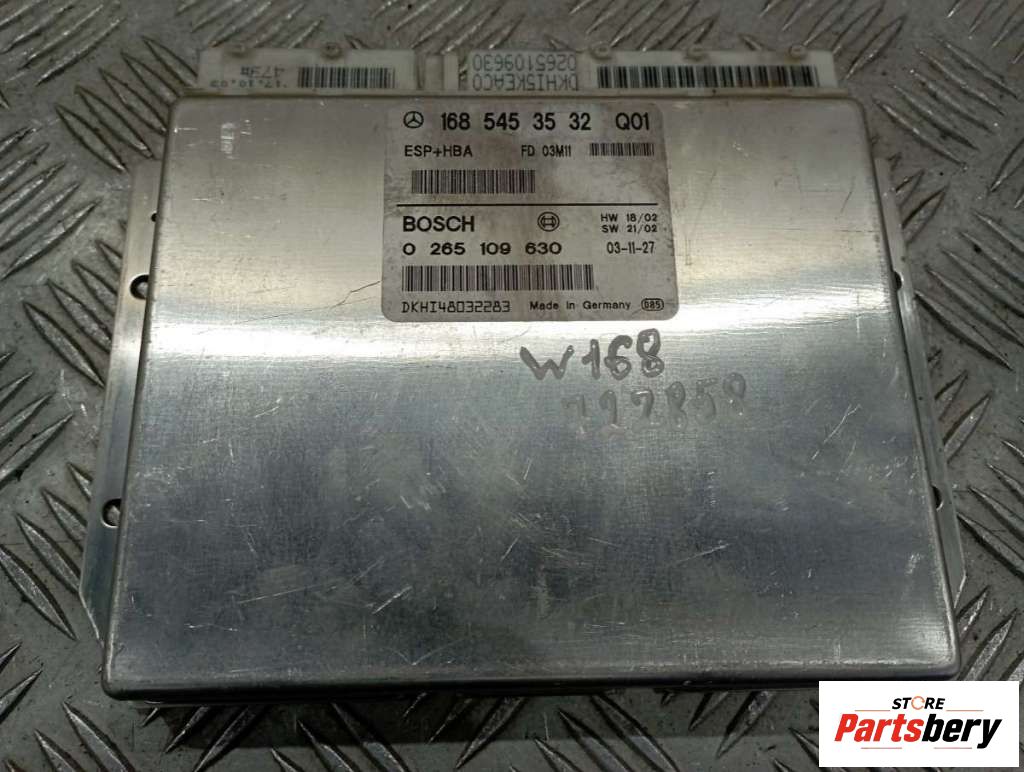 DKHI5KEAC0
0265109630
168 545 35 32 Q01
ESP+HBA FD 03M11
BOSCH HW 18/02
SW 21/02
0 265 109 630 03-11-27
DKHI48032283 Made in Germany 085
W168
STORE
Partsbery